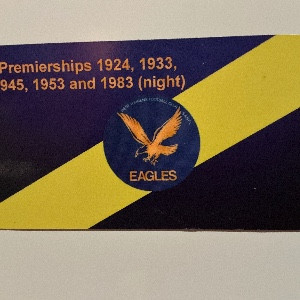 Premierships 1924, 1933,
945, 1953 and 1983 (night)
EAGLES